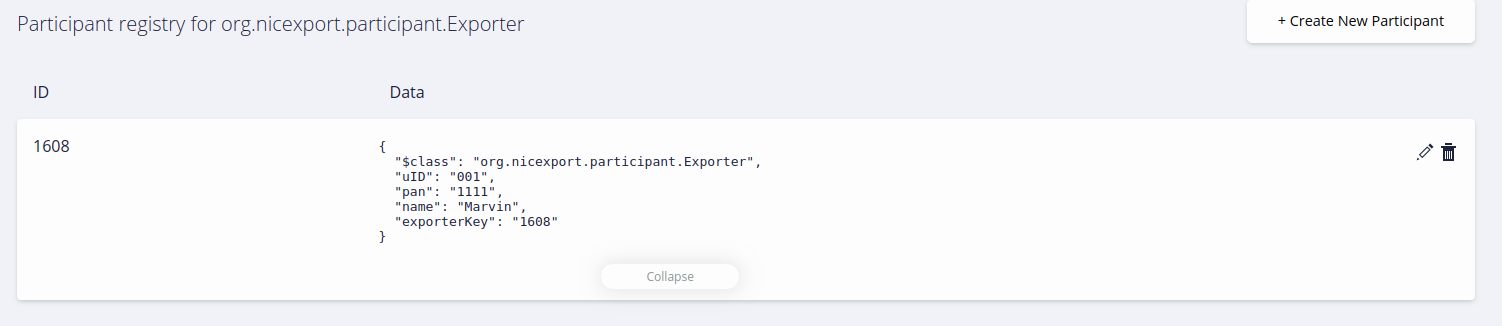 Participant registry for org.nicexport.participant.Exporter
+ Create New Participant
ID
Data
1608
{
"$class": "org.nicexport.participant.Exporter",
"uID": "001",
"pan": "1111",
"name": "Marvin",
"exporterKey": "1608"
}
Collapse